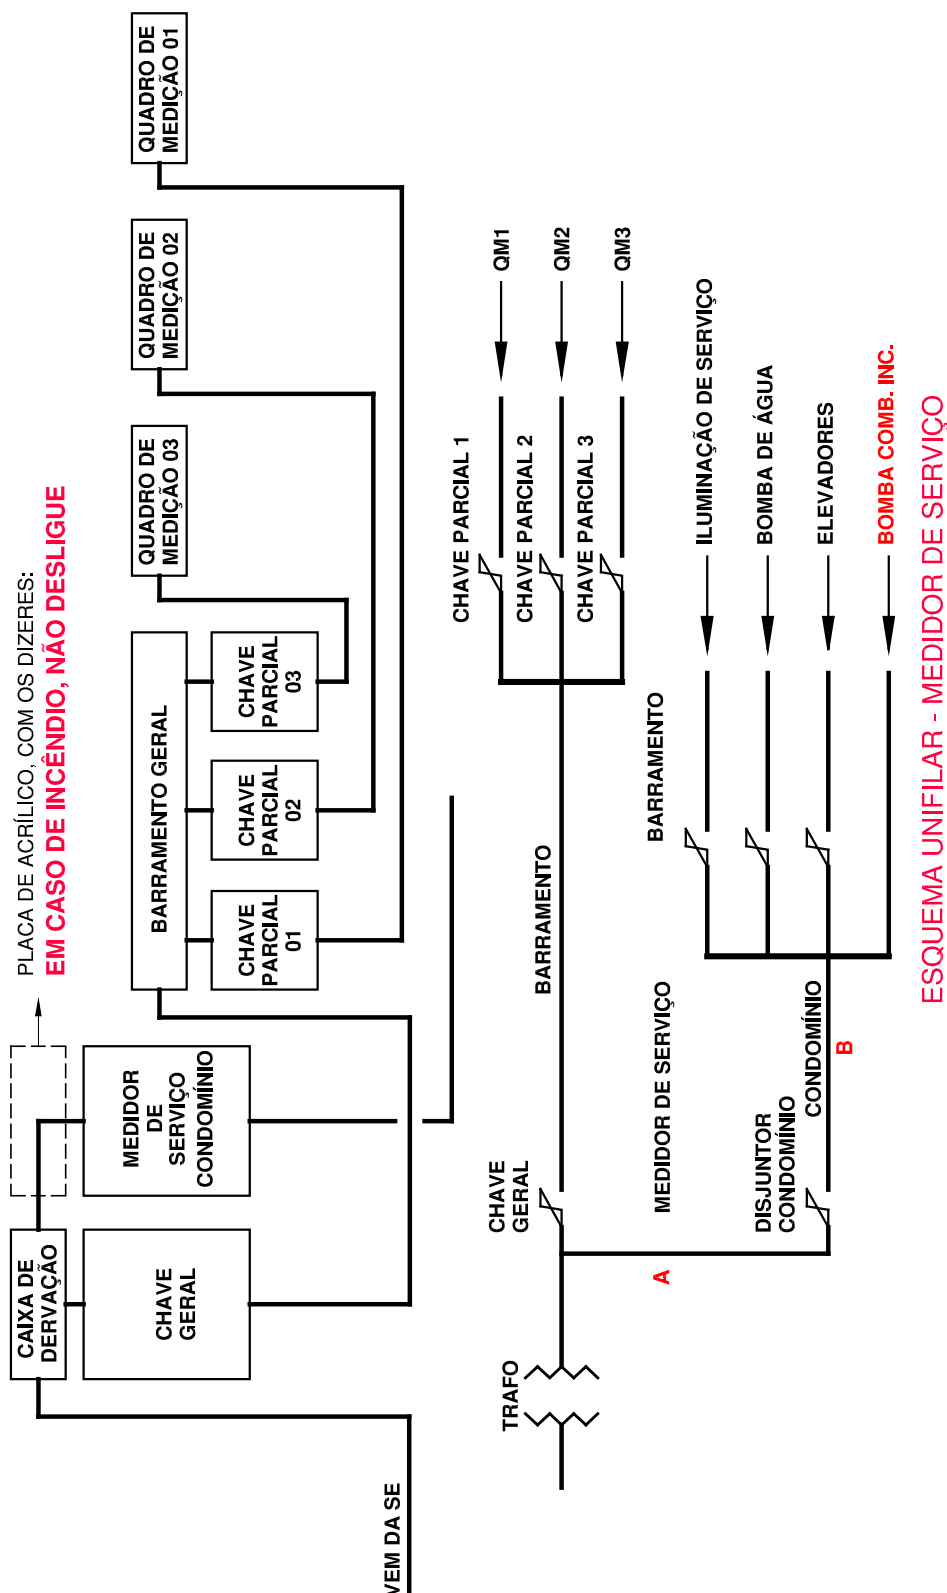 PLACA DE ACRÍLICO, COM OS DIZERES:
EM CASO DE INCÊNDIO, NÃO DESLIGUE
CAIXA DE
DERVAÇÃO
CHAVE
GERAL
MEDIDOR
DE
SERVIÇO
CONDOMÍNIO
BARRAMENTO GERAL
CHAVE
PARCIAL
01
CHAVE
PARCIAL
02
CHAVE
PARCIAL
03
QUADRO DE
MEDIÇÃO 03
QUADRO DE
MEDIÇÃO 02
QUADRO DE
MEDIÇÃO 01
VEM DA SE
TRAFO
CHAVE
GERAL
BARRAMENTO
CHAVE PARCIAL 1
CHAVE PARCIAL 2
CHAVE PARCIAL 3
QM1
QM2
QM3
A
MEDIDOR DE SERVIÇO
DISJUNTOR
CONDOMÍNIO
CONDOMÍNIO
B
BARRAMENTO
ILUMINAÇÃO DE SERVIÇO
BOMBA DE ÁGUA
ELEVADORES
BOMBA COMB. INC.
ESQUEMA UNIFILAR - MEDIDOR DE SERVIÇO